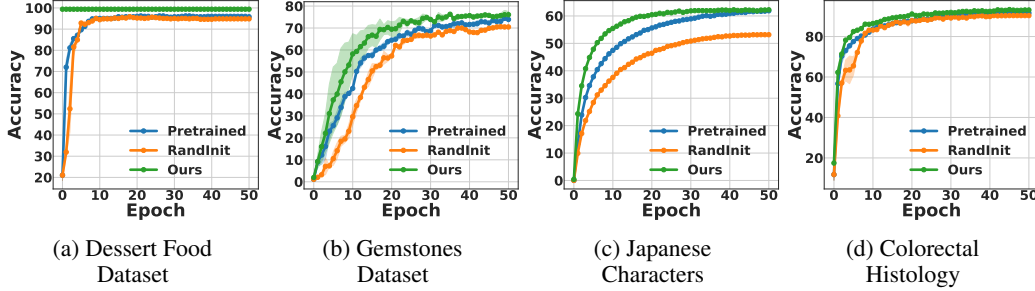 100
90
80
70
60
50
40
30
20
0 10 20 30 40 50
Accuracy
Epoch
Pretrained
RandInit
Ours
(a) Dessert Food
Dataset
80
70
60
50
40
30
20
10
0
0 10 20 30 40 50
Accuracy
Epoch
Pretrained
RandInit
Ours
(b) Gemstones
Dataset
60
50
40
30
20
10
0
0 10 20 30 40 50
Accuracy
Epoch
Pretrained
RandInit
Ours
(c) Japanese
Characters
80
60
40
20
0 10 20 30 40 50
Accuracy
Epoch
Pretrained
RandInit
Ours
(d) Colorectal
Histology